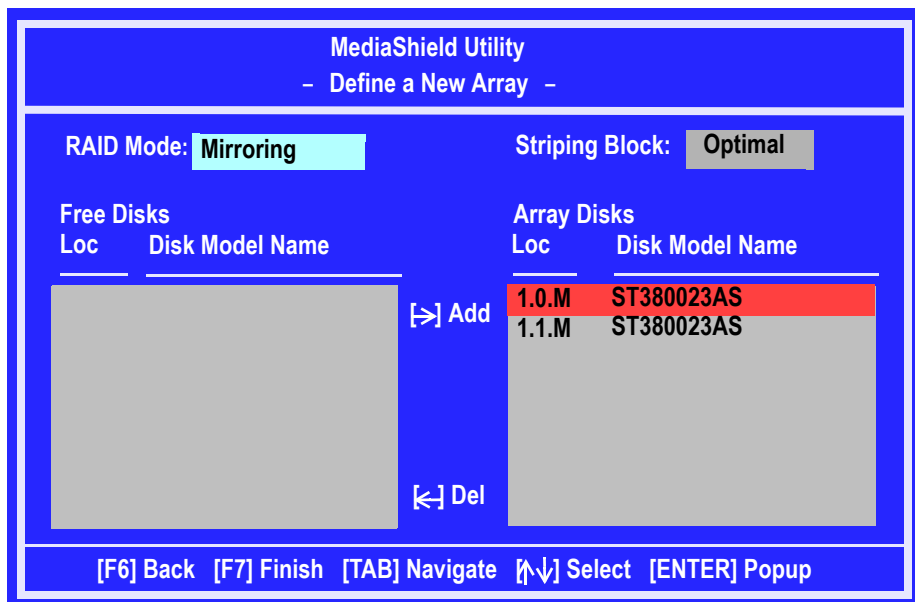 MediaShield Utility
– Define a New Array –
RAID Mode: Mirroring
Striping Block: Optimal
Free Disks
Loc Disk Model Name
[→] Add
[←] Del
Array Disks
Loc Disk Model Name
1.0.M ST380023AS
1.1.M ST380023AS
[F6] Back [F7] Finish [TAB] Navigate [↑↓] Select [ENTER] Popup